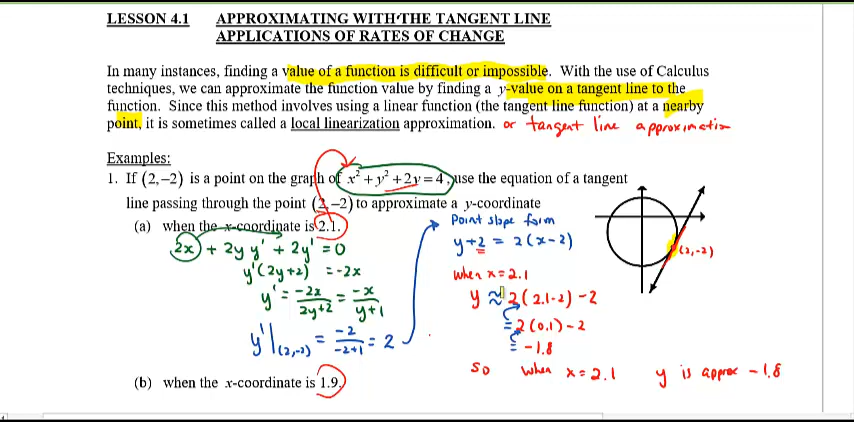 LESSON 4.1 APPROXIMATING WITH THE TANGENT LINE
APPLICATIONS OF RATES OF CHANGE
In many instances, finding a value of a function is difficult or impossible. With the use of Calculus
techniques, we can approximate the function value by finding a y-value on a tangent line to the
function. Since this method involves using a linear function (the tangent line function) at a nearby
point, it is sometimes called a local linearization approximation. or tangent line approximation
Examples:
1. If (2,–2) is a point on the graph of x² + y² + 2y = 4, use the equation of a tangent
line passing through the point (2,–2) to approximate a y-coordinate
(a) when the x-coordinate is 2.1.
2x + 2y y' + 2y' = 0
y'(2y+2) = -2x
y' = -2x/(2y+2) = -x/(y+1)
y'|(2,-2) = -2/(-2+1) = 2
Point slope form
y+2 = 2(x-2)
when x=2.1
y ≈ 2(2.1-2)-2
= 2(0.1)-2
= -1.8
(2,-2)
so when x=2.1 y is approx -1.8
(b) when the x-coordinate is 1.9.